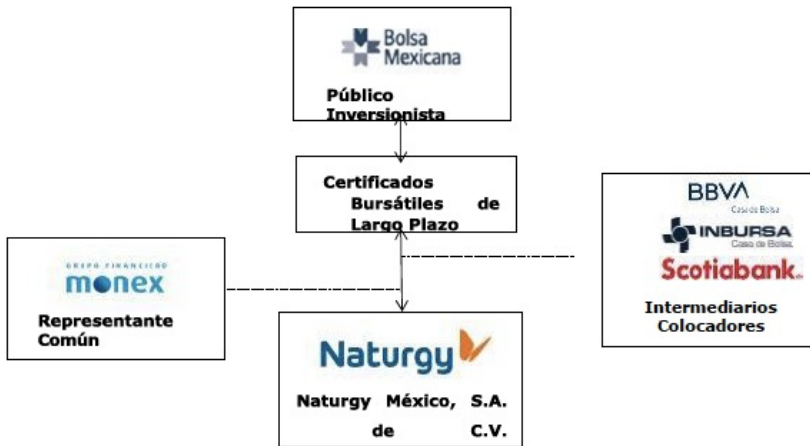 Bolsa
Mexicana
Público
Inversionista
Certificados
Bursátiles de
Largo Plazo
BBVA
Casa de Bolsa
INBURSA
Casa de Bolsa
Scotiabank
Intermediarios
Colocadores
GRUPO FINANCIERO
monex
Representante
Común
Naturgy
Naturgy México, S.A.
de C.V.